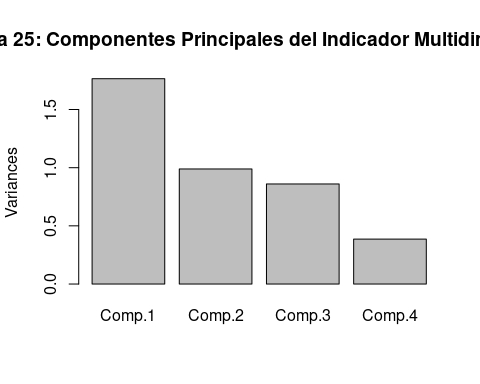 a 25: Componentes Principales del Indicador Multidir
Variances
1.5
1.0
0.5
0.0
Comp.1 Comp.2 Comp.3 Comp.4